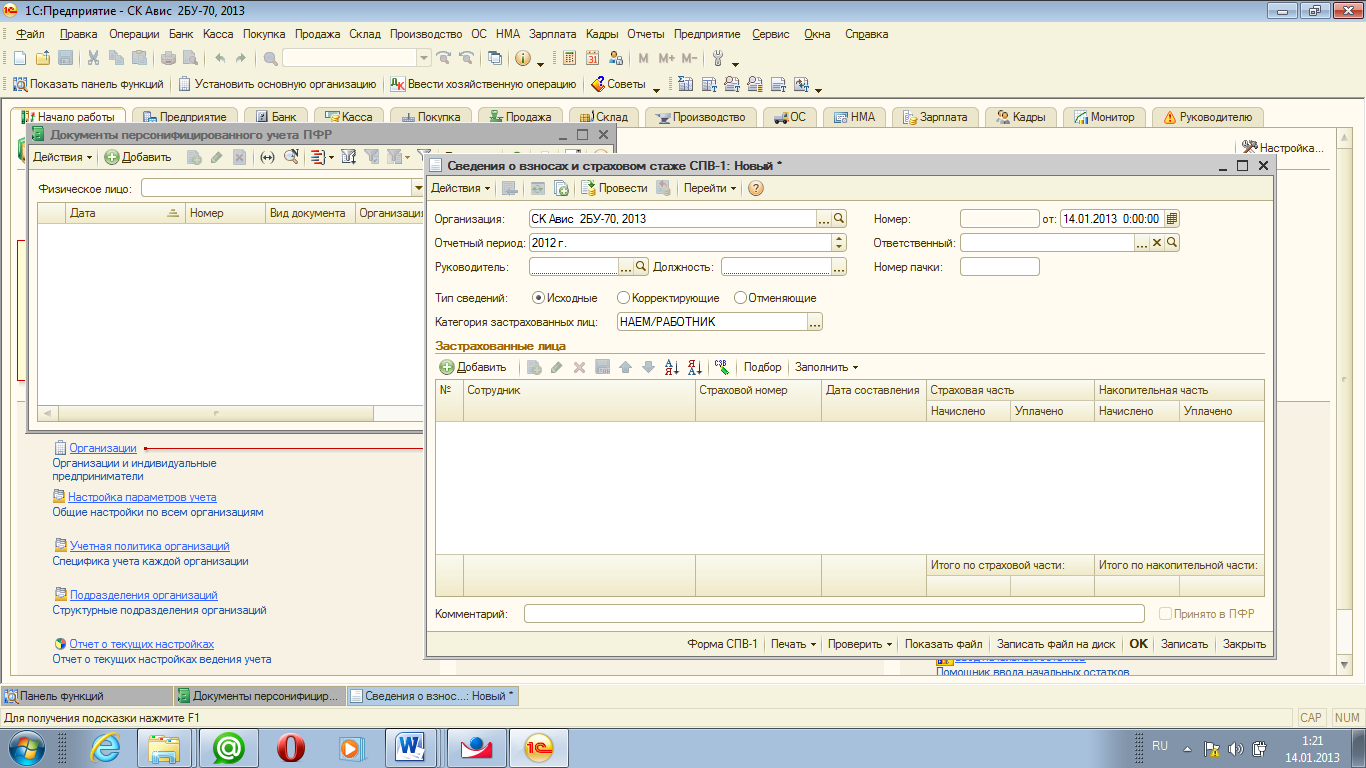 1С:Предприятие - СК Авис 2БУ-70, 2013
Файл Правка Операции Банк Касса Покупка Продажа Склад Производство ОС НМА Зарплата Кадры Отчеты Предприятие Сервис Окна Справка
M M+ M-
Показать панель функций Установить основную организацию Ввести хозяйственную операцию Советы
Начало работы Предприятие Банк Касса Покупка Продажа Склад Производство ОС НМА Зарплата Кадры Монитор Руководителю
Настройка...
Документы персонифицированного учета ПФР
Действия Добавить
Физическое лицо:
Дата Номер Вид документа Организация
Сведения о взносах и страховом стаже СПВ-1: Новый *
Действия Провести Перейти
Организация: СК Авис 2БУ-70, 2013 Номер: от: 14.01.2013 0:00:00
Отчетный период: 2012 г. Ответственный:
Руководитель: Должность: Номер пачки:
Тип сведений: Исходные Корректирующие Отменяющие
Категория застрахованных лиц: НАЕМ/РАБОТНИК
Застрахованные лица
Добавить Подбор Заполнить
№ Сотрудник Страховой номер Дата составления Страховая часть Накопительная часть
Начислено Уплачено Начислено Уплачено
Итого по страховой части: Итого по накопительной части:
Комментарий: Принято в ПФР
Форма СПВ-1 Печать Проверить Показать файл Записать файл на диск OK Записать Закрыть
Организации
Организации и индивидуальные
предприниматели
Настройка параметров учета
Общие настройки по всем организациям
Учетная политика организаций
Специфика учета каждой организации
Подразделения организаций
Структурные подразделения организаций
Отчет о текущих настройках
Отчет о текущих настройках ведения учета
Помощник ввода начальных остатков
Панель функций Документы персонифицир... Сведения о взнос...: Новый *
Для получения подсказки нажмите F1 CAP NUM
RU 1:21
14.01.2013